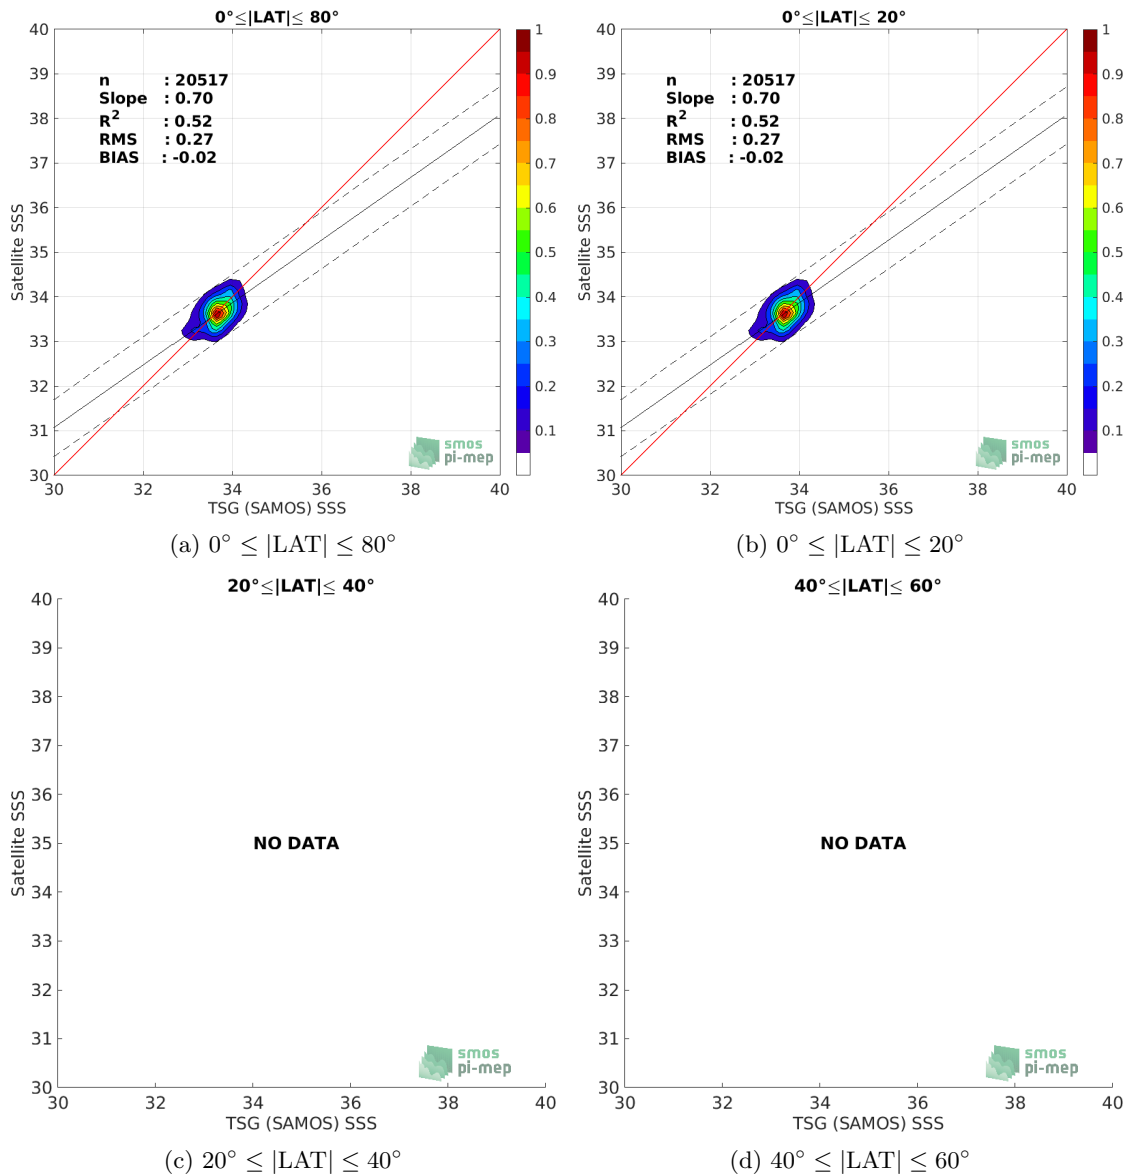 0°≤|LAT|≤ 80°
40
39
38
37
36
35
34
33
32
31
30
Satellite SSS
n : 20517
Slope : 0.70
R2 : 0.52
RMS : 0.27
BIAS : -0.02
smos
pi-mep
30 32 34 36 38 40
TSG (SAMOS) SSS
1
0.9
0.8
0.7
0.6
0.5
0.4
0.3
0.2
0.1
(a) 0° ≤ |LAT| ≤ 80°
0°≤|LAT|≤ 20°
40
39
38
37
36
35
34
33
32
31
30
Satellite SSS
n : 20517
Slope : 0.70
R2 : 0.52
RMS : 0.27
BIAS : -0.02
smos
pi-mep
30 32 34 36 38 40
TSG (SAMOS) SSS
1
0.9
0.8
0.7
0.6
0.5
0.4
0.3
0.2
0.1
(b) 0° ≤ |LAT| ≤ 20°
20°≤|LAT|≤ 40°
40
39
38
37
36
35
34
33
32
31
30
Satellite SSS
NO DATA
smos
pi-mep
30 32 34 36 38 40
TSG (SAMOS) SSS
(c) 20° ≤ |LAT| ≤ 40°
40°≤|LAT|≤ 60°
40
39
38
37
36
35
34
33
32
31
30
Satellite SSS
NO DATA
smos
pi-mep
30 32 34 36 38 40
TSG (SAMOS) SSS
(d) 40° ≤ |LAT| ≤ 60°